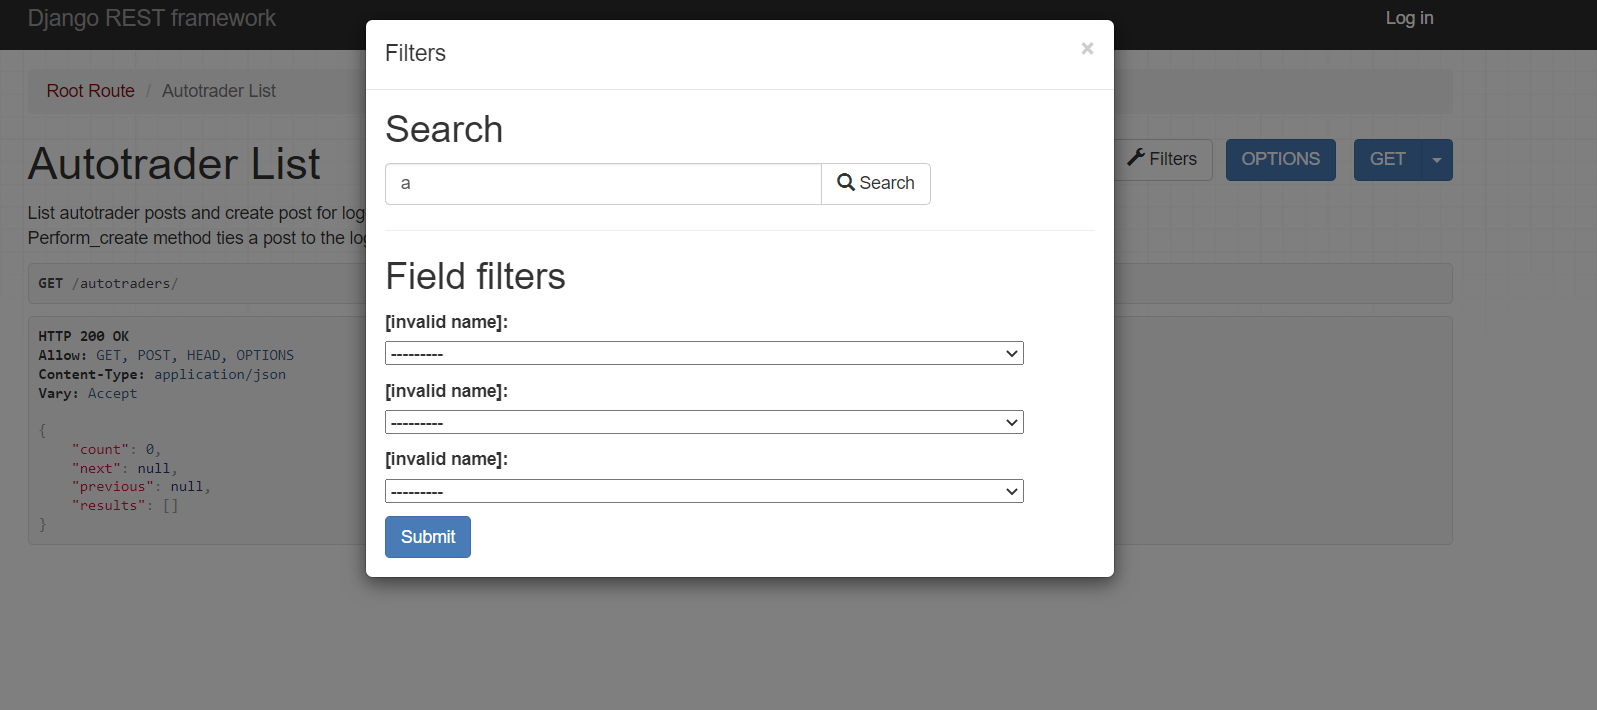 Django REST framework
Log in
Root Route / Autotrader List
Autotrader List
Filters
OPTIONS
GET
List autotrader posts and create post for log
Perform_create method ties a post to the log
GET /autotraders/
HTTP 200 OK
Allow: GET, POST, HEAD, OPTIONS
Content-Type: application/json
Vary: Accept
{
"count": 0,
"next": null,
"previous": null,
"results": []
}
Filters
×
Search
a
Search
Field filters
[invalid name]:
---------
[invalid name]:
---------
[invalid name]:
---------
Submit